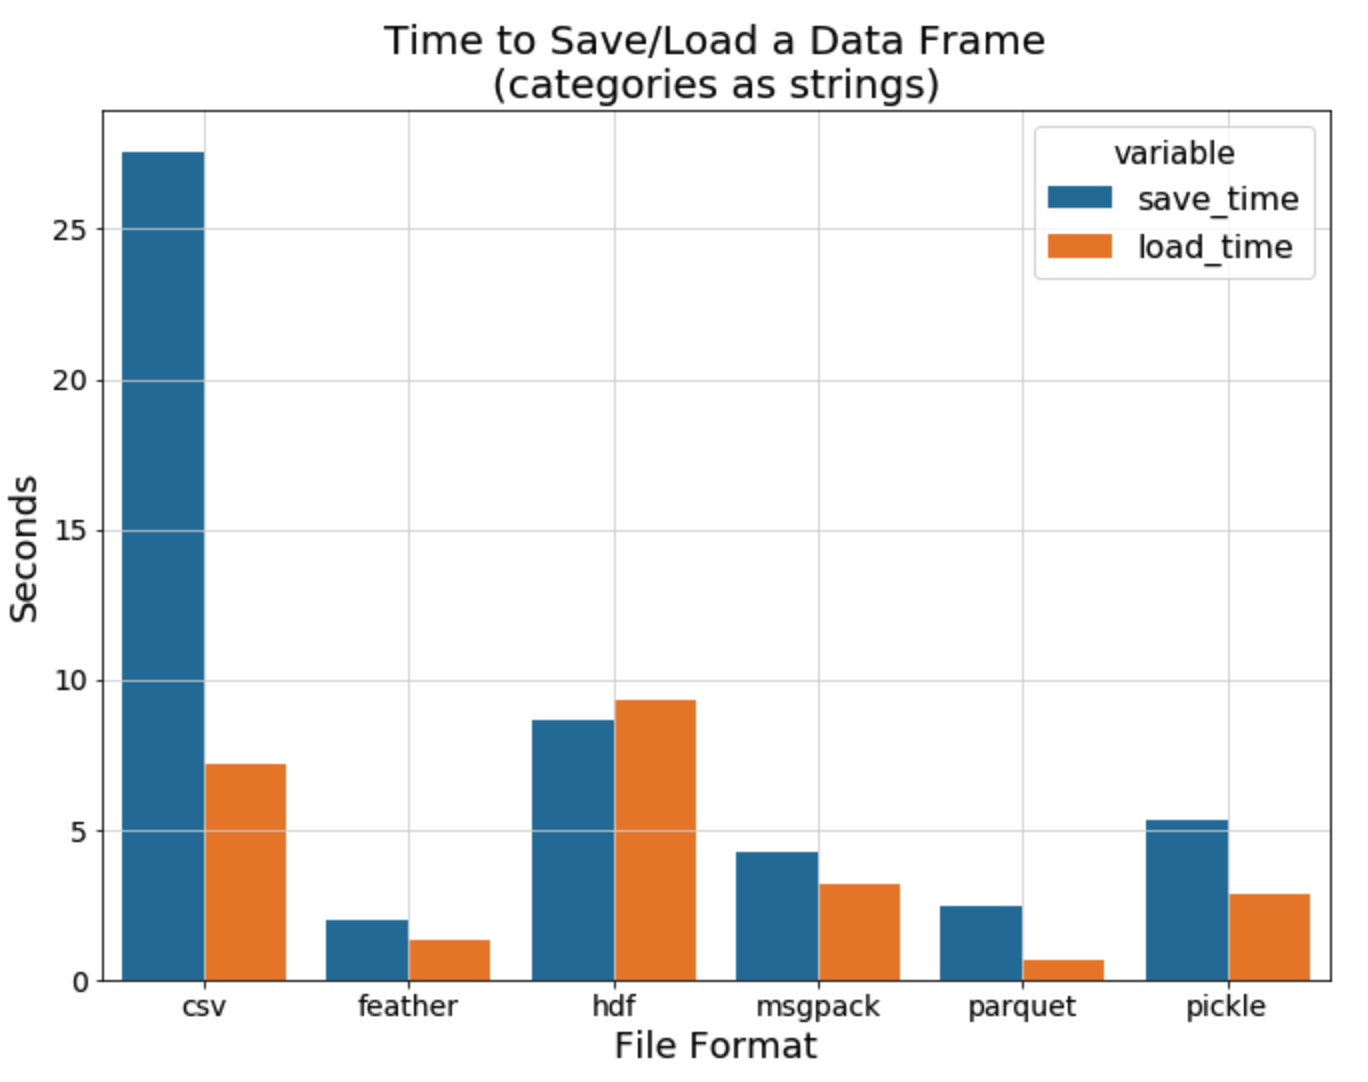 Time to Save/Load a Data Frame
(categories as strings)
variable
save_time
load_time
25
20
15
10
5
0
Seconds
csv feather hdf msgpack parquet pickle
File Format